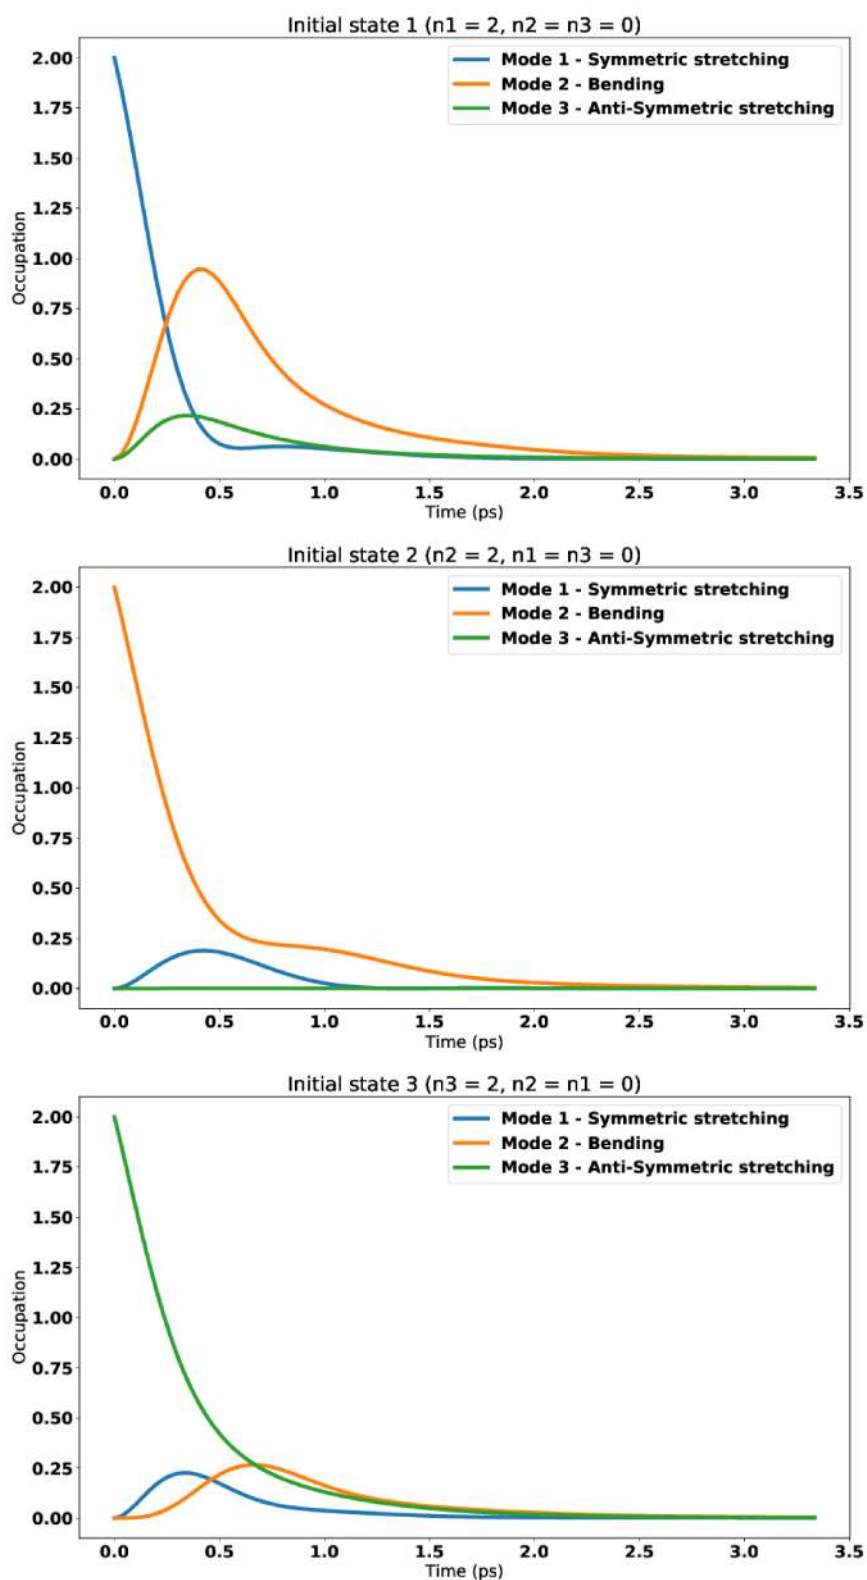 Initial state 1 (n1 = 2, n2 = n3 = 0)
Mode 1 - Symmetric stretching
Mode 2 - Bending
Mode 3 - Anti-Symmetric stretching
2.00
1.75
1.50
1.25
1.00
0.75
0.50
0.25
0.00
Occupation
0.0 0.5 1.0 1.5 2.0 2.5 3.0 3.5
Time (ps)
Initial state 2 (n2 = 2, n1 = n3 = 0)
Mode 1 - Symmetric stretching
Mode 2 - Bending
Mode 3 - Anti-Symmetric stretching
2.00
1.75
1.50
1.25
1.00
0.75
0.50
0.25
0.00
Occupation
0.0 0.5 1.0 1.5 2.0 2.5 3.0 3.5
Time (ps)
Initial state 3 (n3 = 2, n2 = n1 = 0)
Mode 1 - Symmetric stretching
Mode 2 - Bending
Mode 3 - Anti-Symmetric stretching
2.00
1.75
1.50
1.25
1.00
0.75
0.50
0.25
0.00
Occupation
0.0 0.5 1.0 1.5 2.0 2.5 3.0 3.5
Time (ps)